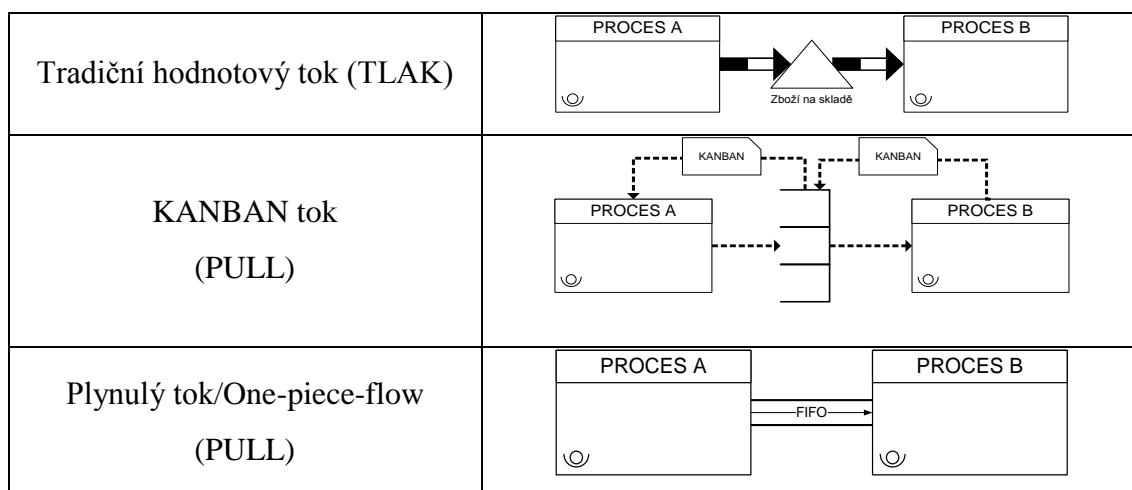 Tradiční hodnotový tok (TLAK)
PROCES A
PROCES B
Zboží na skladě
KANBAN tok
(PULL)
KANBAN
KANBAN
PROCES A
PROCES B
Plynulý tok/One-piece-flow
(PULL)
PROCES A
PROCES B
FIFO